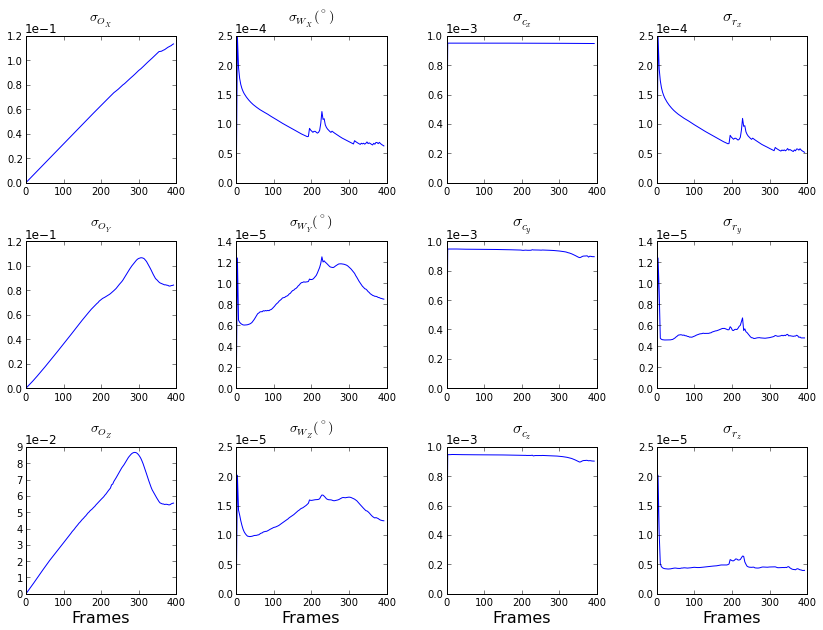 σ_{O_X} σ_{W_X}(°) σ_{c_x} σ_{r_x}
1e−1 1e−4 1e−3 1e−4
1.2 2.5 1.0 2.5
1.0 2.0 0.8 2.0
0.8 1.5 0.6 1.5
0.6 1.0 0.4 1.0
0.4 0.5 0.2 0.5
0.2 0.0 0.0 0.0
0.0
0 100 200 300 400 0 100 200 300 400 0 100 200 300 400 0 100 200 300 400
σ_{O_Y} σ_{W_Y}(°) σ_{c_y} σ_{r_y}
1e−1 1e−5 1e−3 1e−5
1.2 1.4 1.0 1.4
1.0 1.2 0.8 1.2
0.8 1.0 0.6 1.0
0.6 0.8 0.4 0.8
0.4 0.6 0.2 0.6
0.2 0.4 0.0 0.4
0.0 0.2 0.2
0.0 0.0
0 100 200 300 400 0 100 200 300 400 0 100 200 300 400 0 100 200 300 400
σ_{O_Z} σ_{W_Z}(°) σ_{c_z} σ_{r_z}
1e−2 1e−5 1e−3 1e−5
9 2.5 1.0 2.5
8 2.0 0.8 2.0
7 1.5 0.6 1.5
6 1.0 0.4 1.0
5 0.5 0.2 0.5
4 0.0 0.0 0.0
3
2
1
0
0 100 200 300 400 0 100 200 300 400 0 100 200 300 400 0 100 200 300 400
Frames Frames Frames Frames